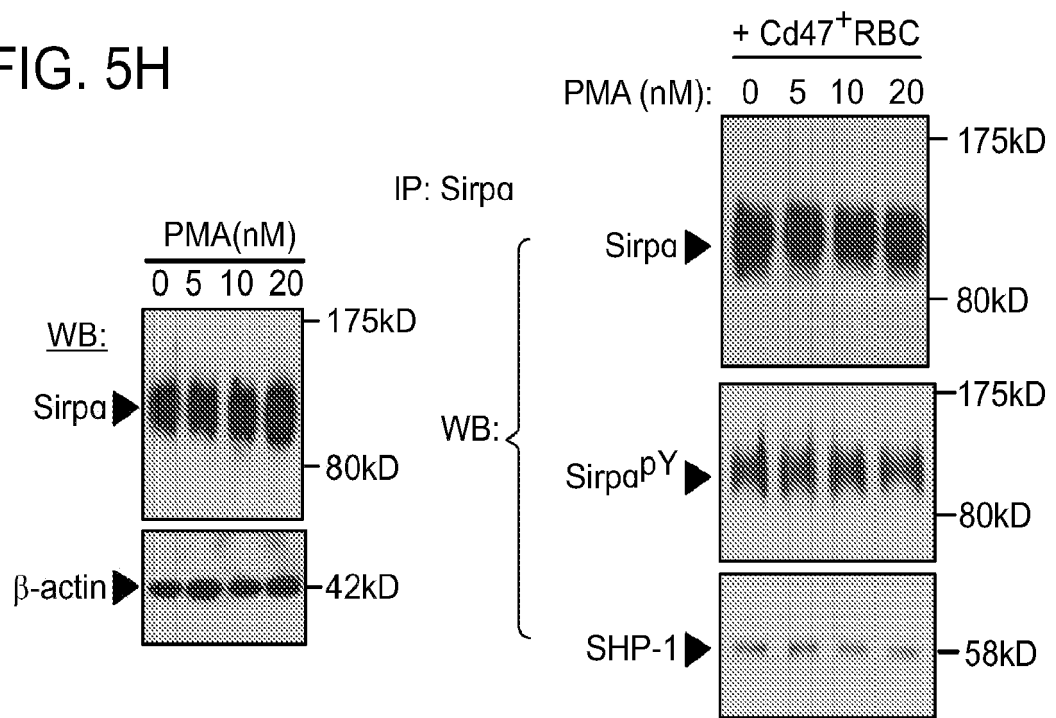 FIG. 5H
PMA(nM)
0 5 10 20
WB:
175kD
Sirpα
80kD
β-actin
42kD
+ Cd47+RBC
PMA (nM): 0 5 10 20
IP: Sirpα
WB:
175kD
Sirpα
80kD
175kD
SirpαpY
80kD
SHP-1
58kD